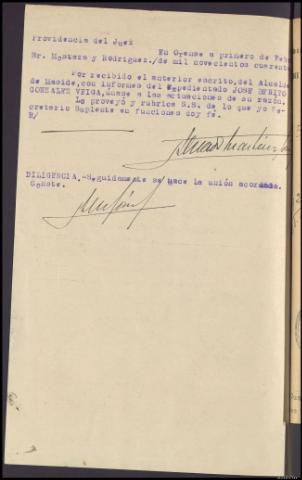 Providencia del Juez
En Orense a primero de Feb
Sr. Montes y Rodriguez./de mil novecientos cuarent
Por recibido el anterior escrito,del Alcalde
de Maside,con informes del expedientado JOSE BENITO
GONZALEZ VEIGA,únase a las actuaciones de su razón.
Lo proveyó y rubrica S.S. de lo que yo Se-
cretario Suplente en funciones doy fé.
R/
DILIGENCIA.-Seguidamente se hace la unión acordada.
Conste.